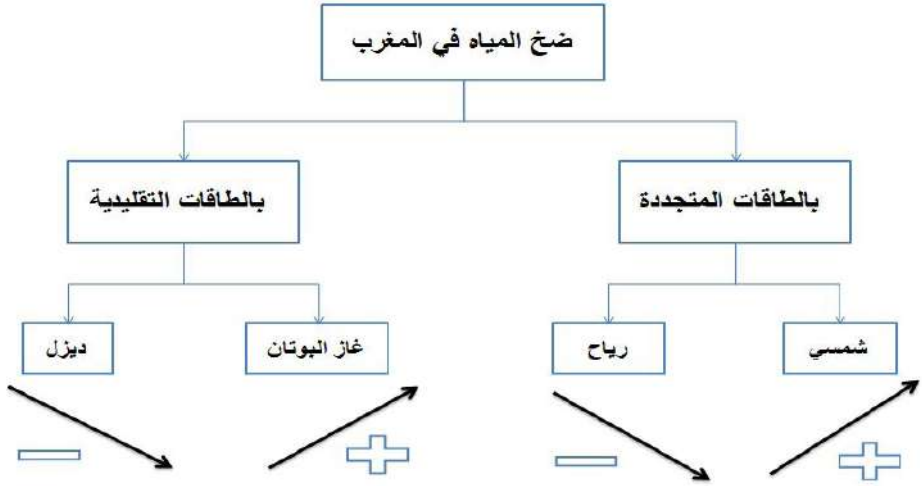 ضخ المياه في المغرب
بالطاقات المتجددة
بالطاقات التقليدية
شمسي
رياح
غاز البوتان
ديزل